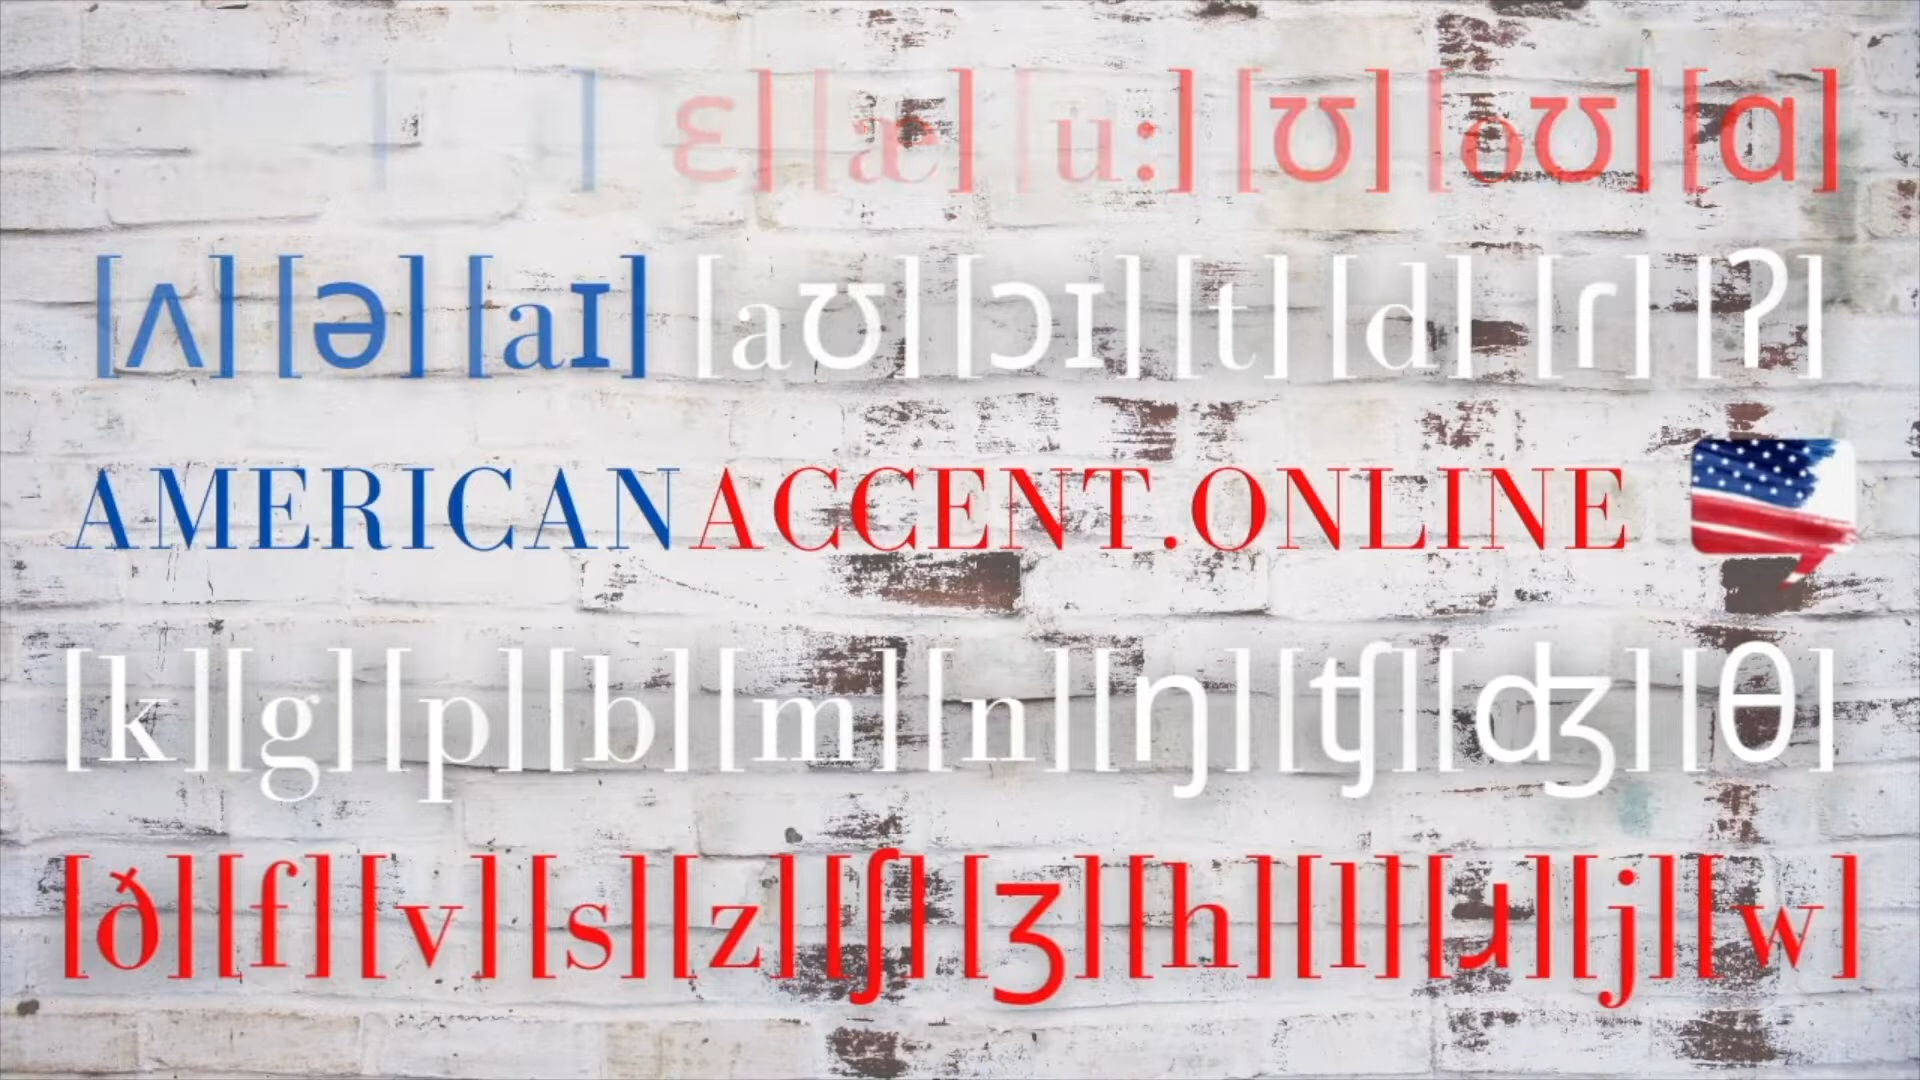 [ ] ɛ] [æ] [u:] [ʊ] [oʊ] [ɑ]
[ʌ] [ə] [aɪ] [aʊ] [ɔɪ] [t] [d] [ɾ] [ʔ]
AMERICANACCENT.ONLINE
[k] [g] [p] [b] [m] [n] [ŋ] [ʧ] [ʤ] [θ]
[ð] [f] [v] [s] [z] [ʃ] [ʒ] [h] [l] [ɹ] [j] [w]